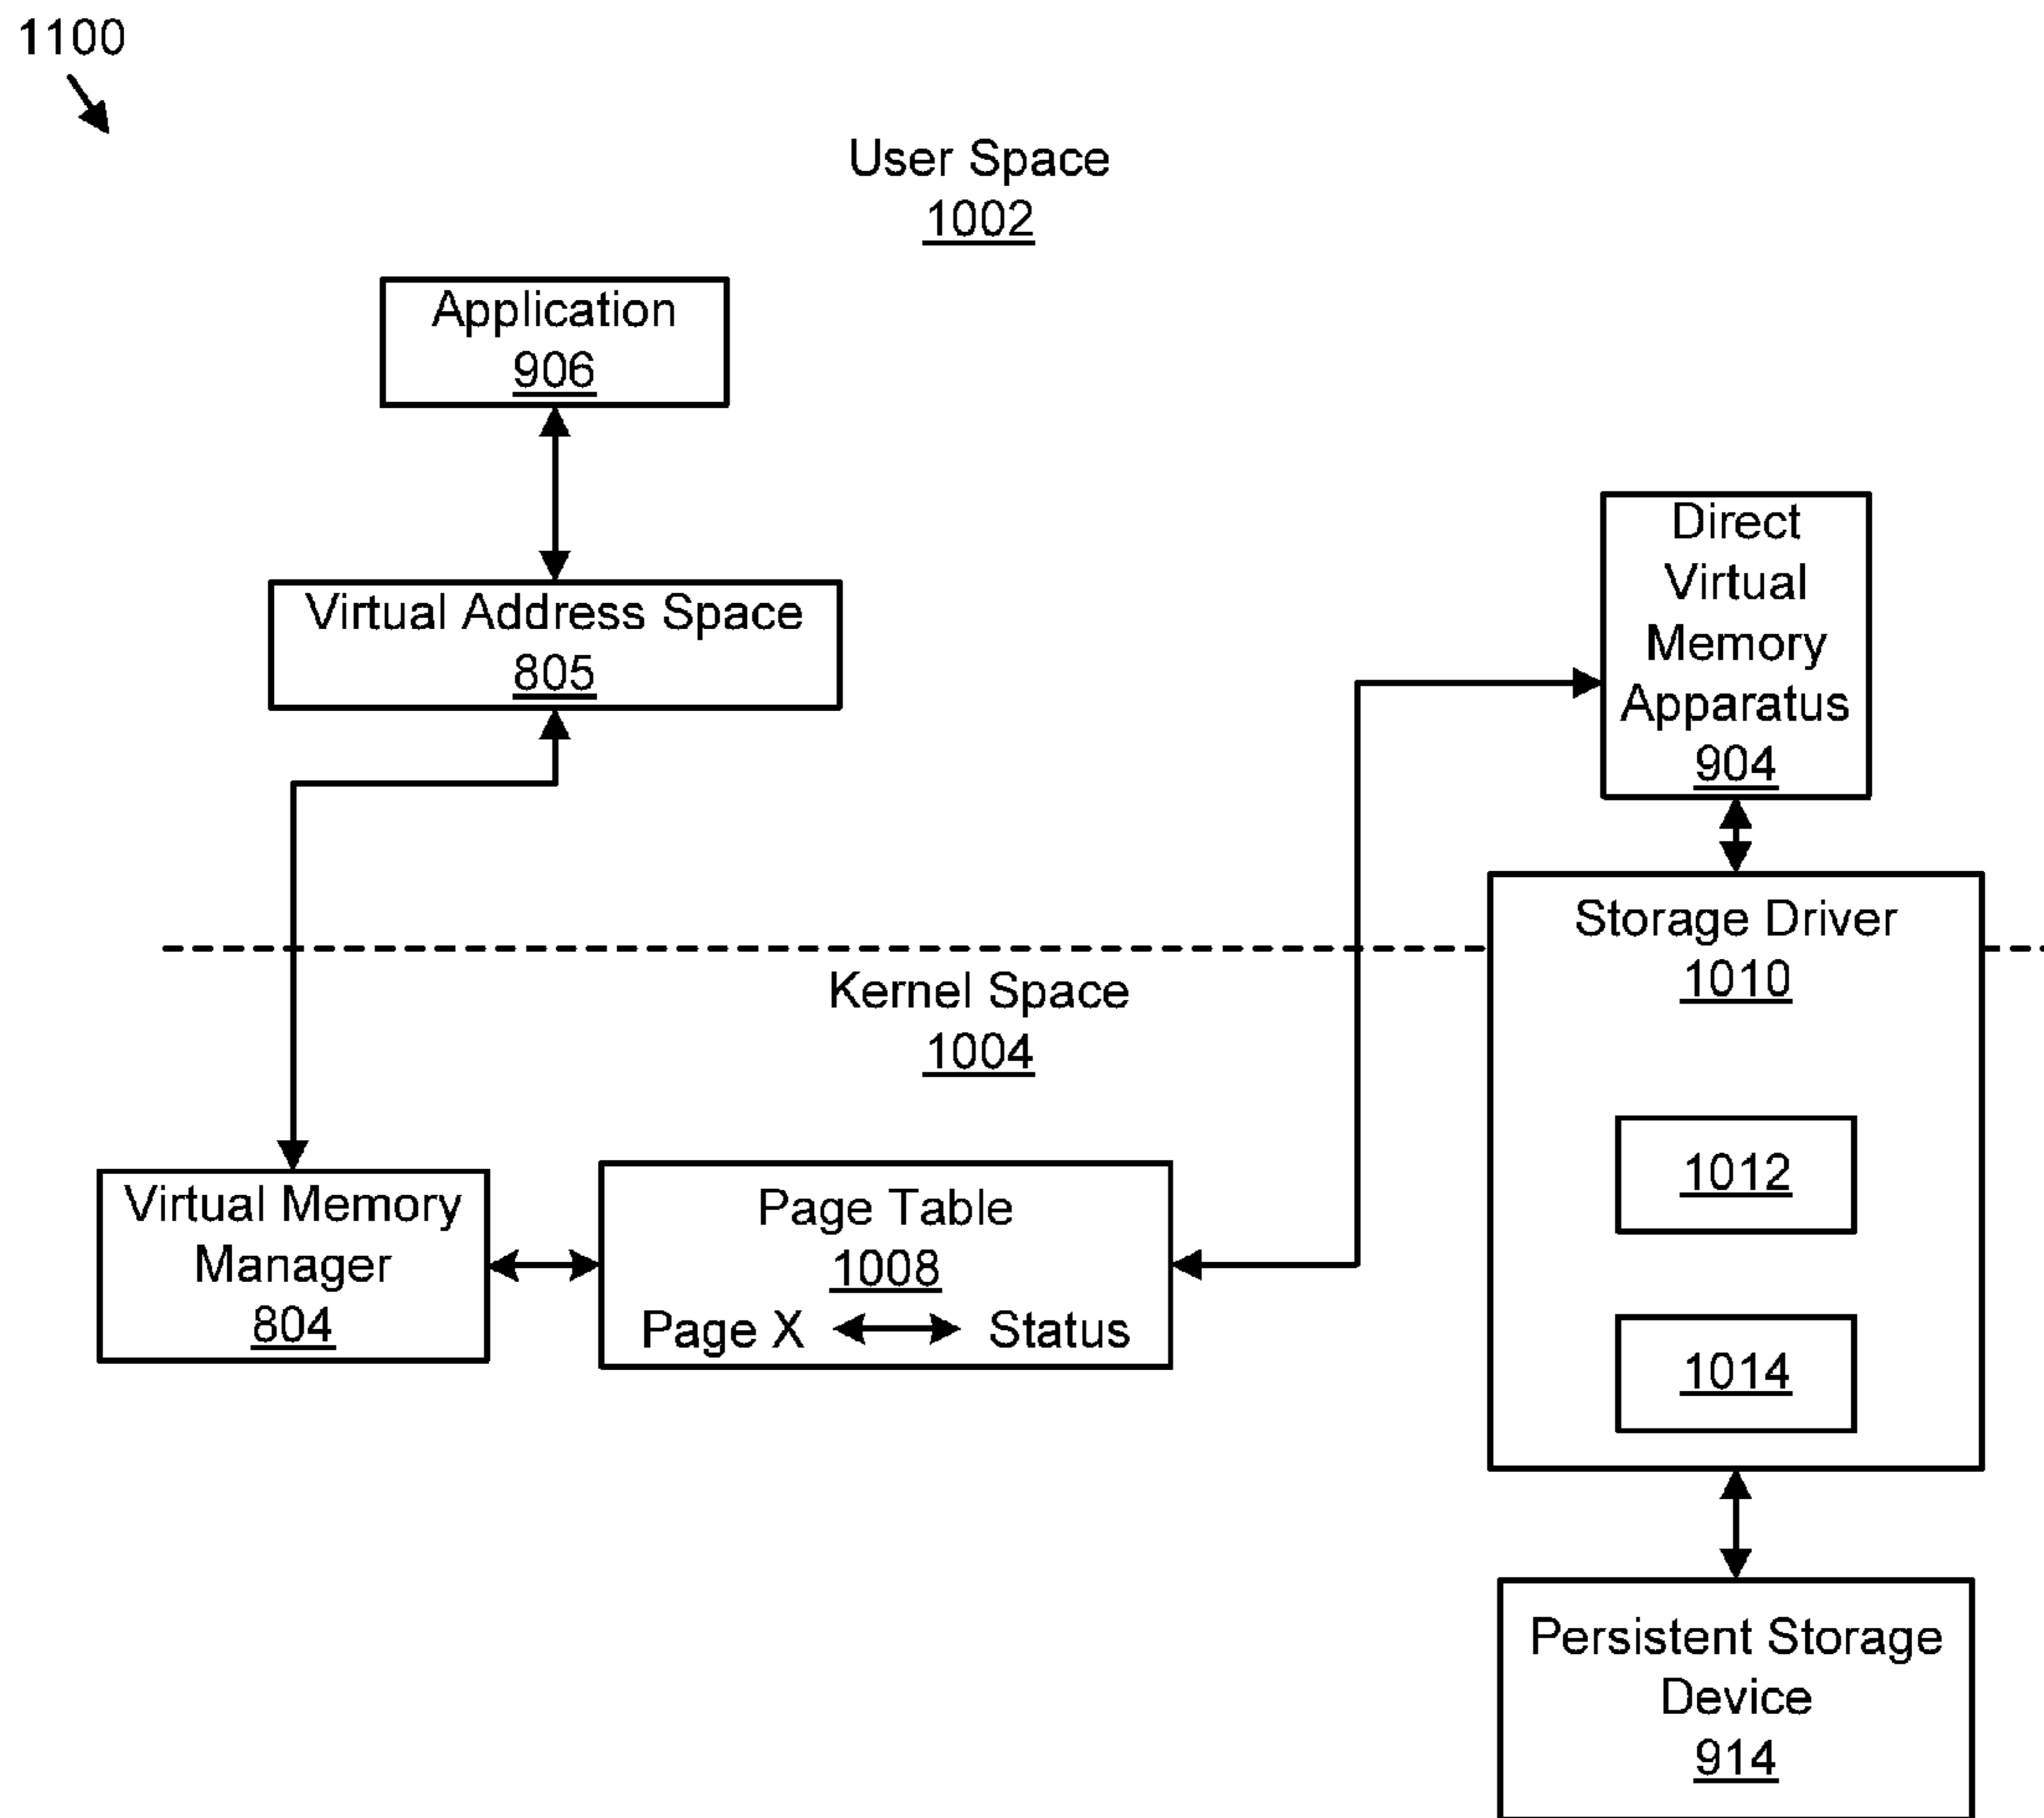 1100
User Space
1002
Application
906
Virtual Address Space
805
Direct
Virtual
Memory
Apparatus
904
Storage Driver
1010
Kernel Space
1004
1012
1014
Virtual Memory
Manager
804
Page Table
1008
Page X Status
Persistent Storage
Device
914